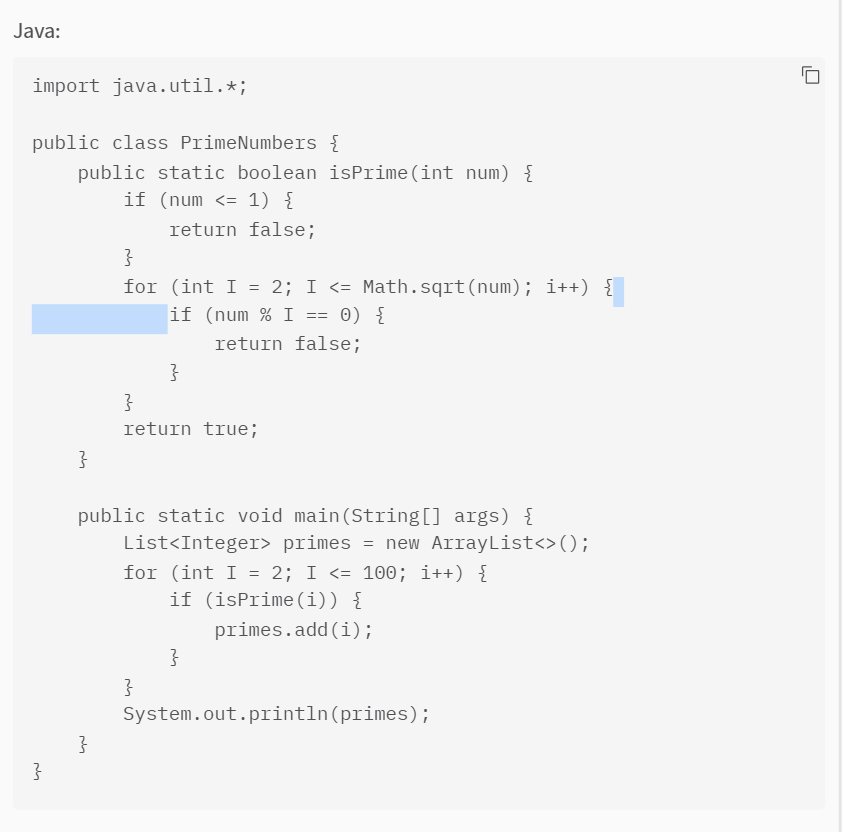 Java:
import java.util.*;
public class PrimeNumbers {
    public static boolean isPrime(int num) {
        if (num <= 1) {
            return false;
        }
        for (int I = 2; I <= Math.sqrt(num); i++) {
            if (num % I == 0) {
                return false;
            }
        }
        return true;
    }
    public static void main(String[] args) {
        List<Integer> primes = new ArrayList<>();
        for (int I = 2; I <= 100; i++) {
            if (isPrime(i)) {
                primes.add(i);
            }
        }
        System.out.println(primes);
    }
}